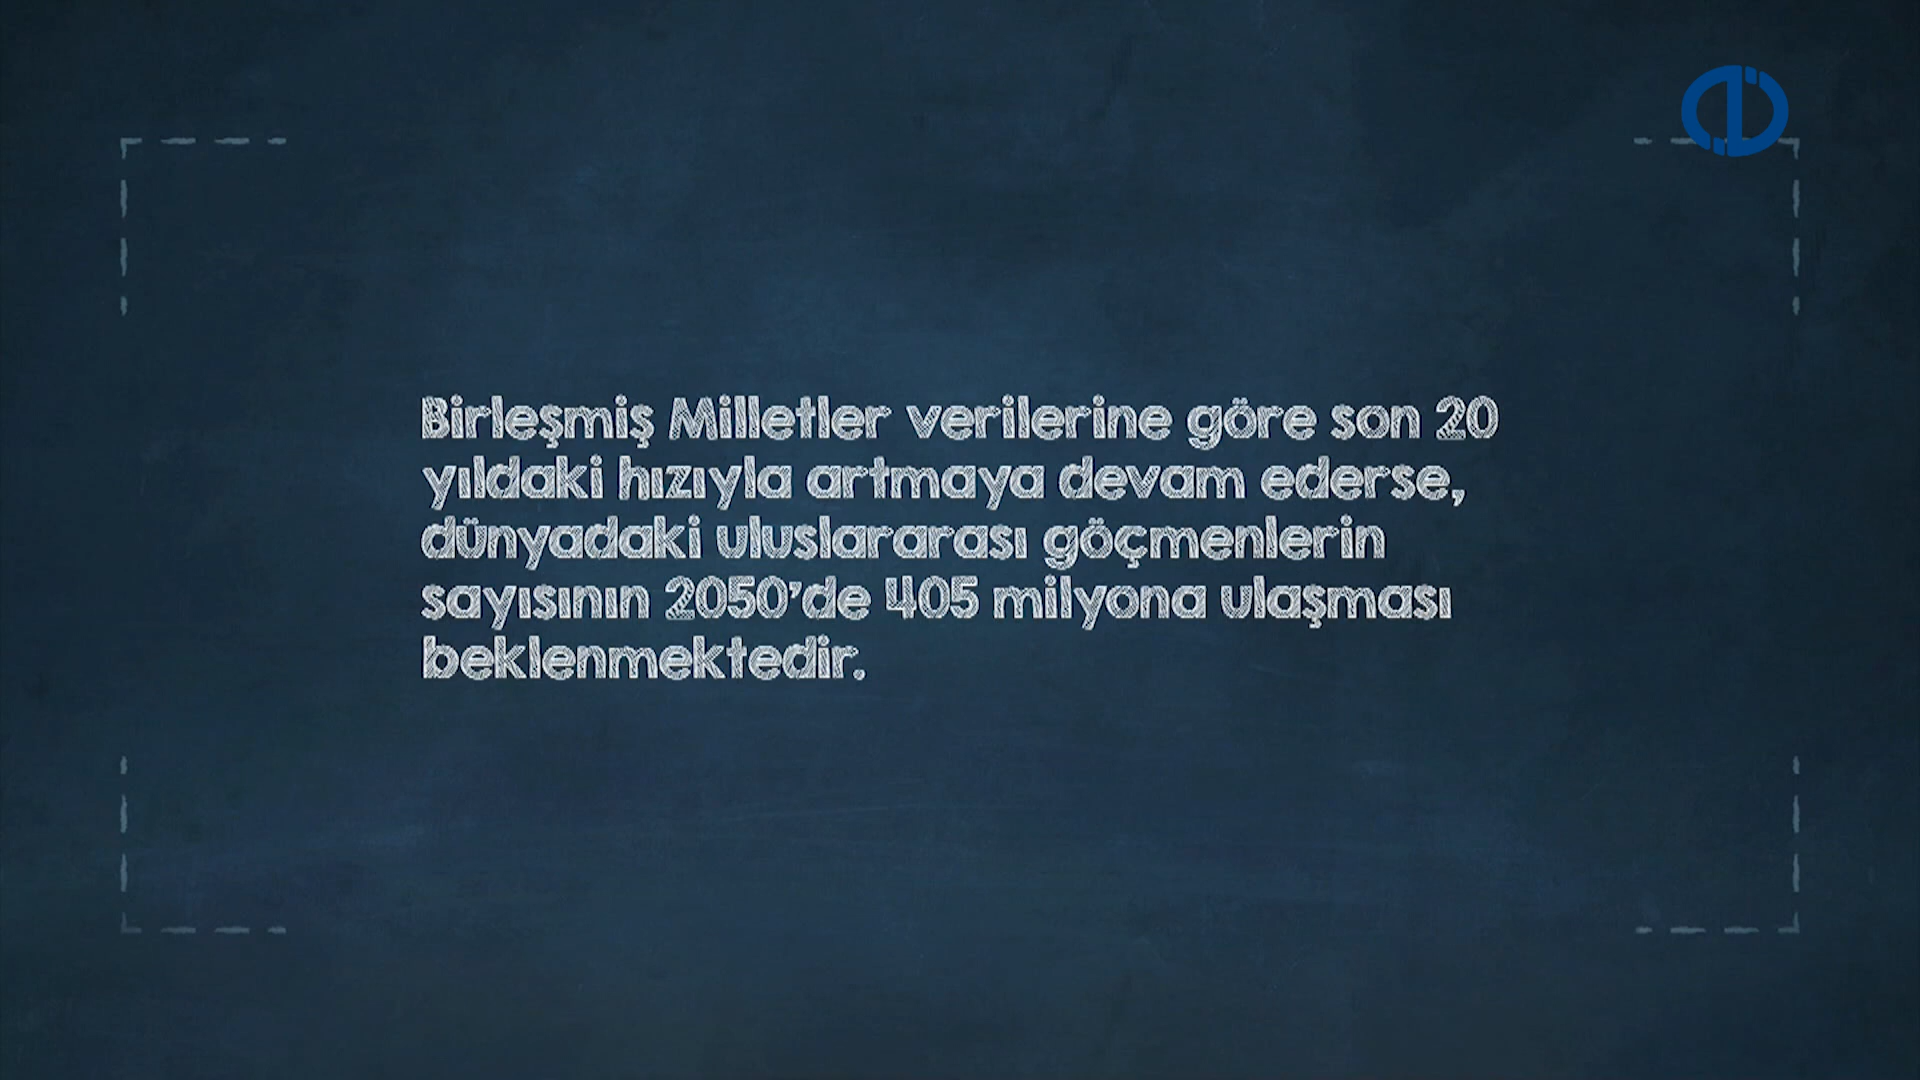 Birleşmiş Milletler verilerine göre son 20
yıldaki hızıyla artmaya devam ederse,
dünyadaki uluslararası göçmenlerin
sayısının 2050'de 405 milyona ulaşması
beklenmektedir.